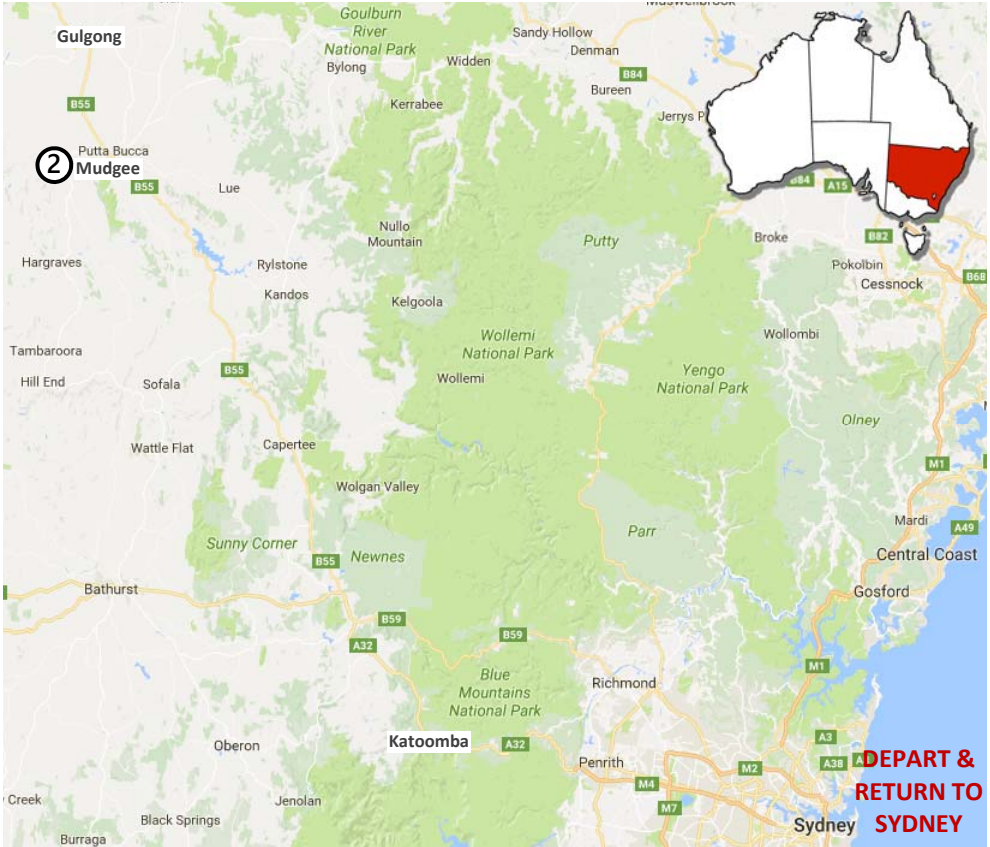 Muswellbrook
Gulgong
Goulburn
River
National Park
Sandy Hollow
Denman
Widden
Bylong
B84
Bureen
Kerrabee
B55
Jerrys P
Putta Bucca
2
Mudgee
B55
Lue
B84
A15
Nullo
Mountain
Putty
Broke
B82
Hargraves
Rylstone
Pokolbin
B68
Cessnock
Kandos
Kelgoola
Wollemi
National Park
Wollombi
Tambaroora
B55
Yengo
National Park
Hill End
Sofala
Wollemi
Olney
Wattle Flat
Capertee
M1
Wolgan Valley
Mardi
A49
Parr
Sunny Corner
Newnes
B55
Central Coast
Bathurst
Gosford
B59
B59
A32
M1
Blue
Mountains
National Park
Richmond
Katoomba
A32
Oberon
A3
Penrith
M2
A38
DEPART &
RETURN TO
SYDNEY
M4
M7
Jenolan
Creek
Black Springs
Sydney
Burraga